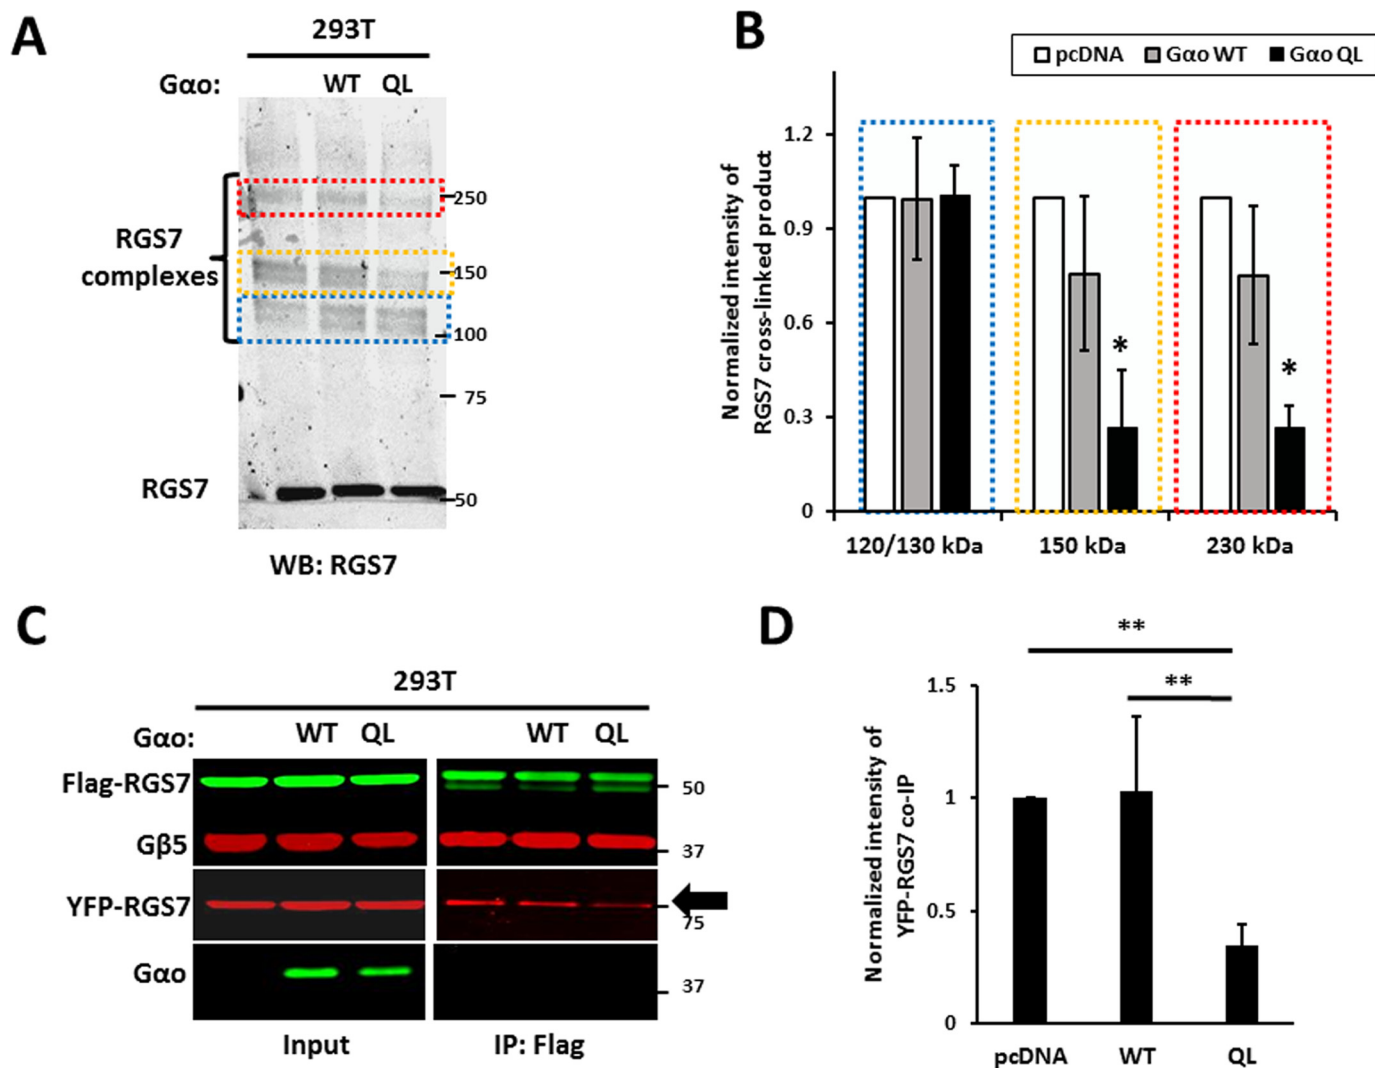 A
293T
Gαo: WT QL
250
RGS7
complexes
150
100
75
RGS7
50
WB: RGS7
B
pcDNA Gαo WT Gαo QL
Normalized intensity of
RGS7 cross-linked product
1.2
0.9
0.6
0.3
0
*
*
120/130 kDa 150 kDa 230 kDa
C
293T
Gαo: WT QL WT QL
Flag-RGS7
50
Gβ5
37
YFP-RGS7
75
Gαo
37
Input IP: Flag
D
**
**
Normalized intensity of
YFP-RGS7 co-IP
1.5
1
0.5
0
pcDNA WT QL